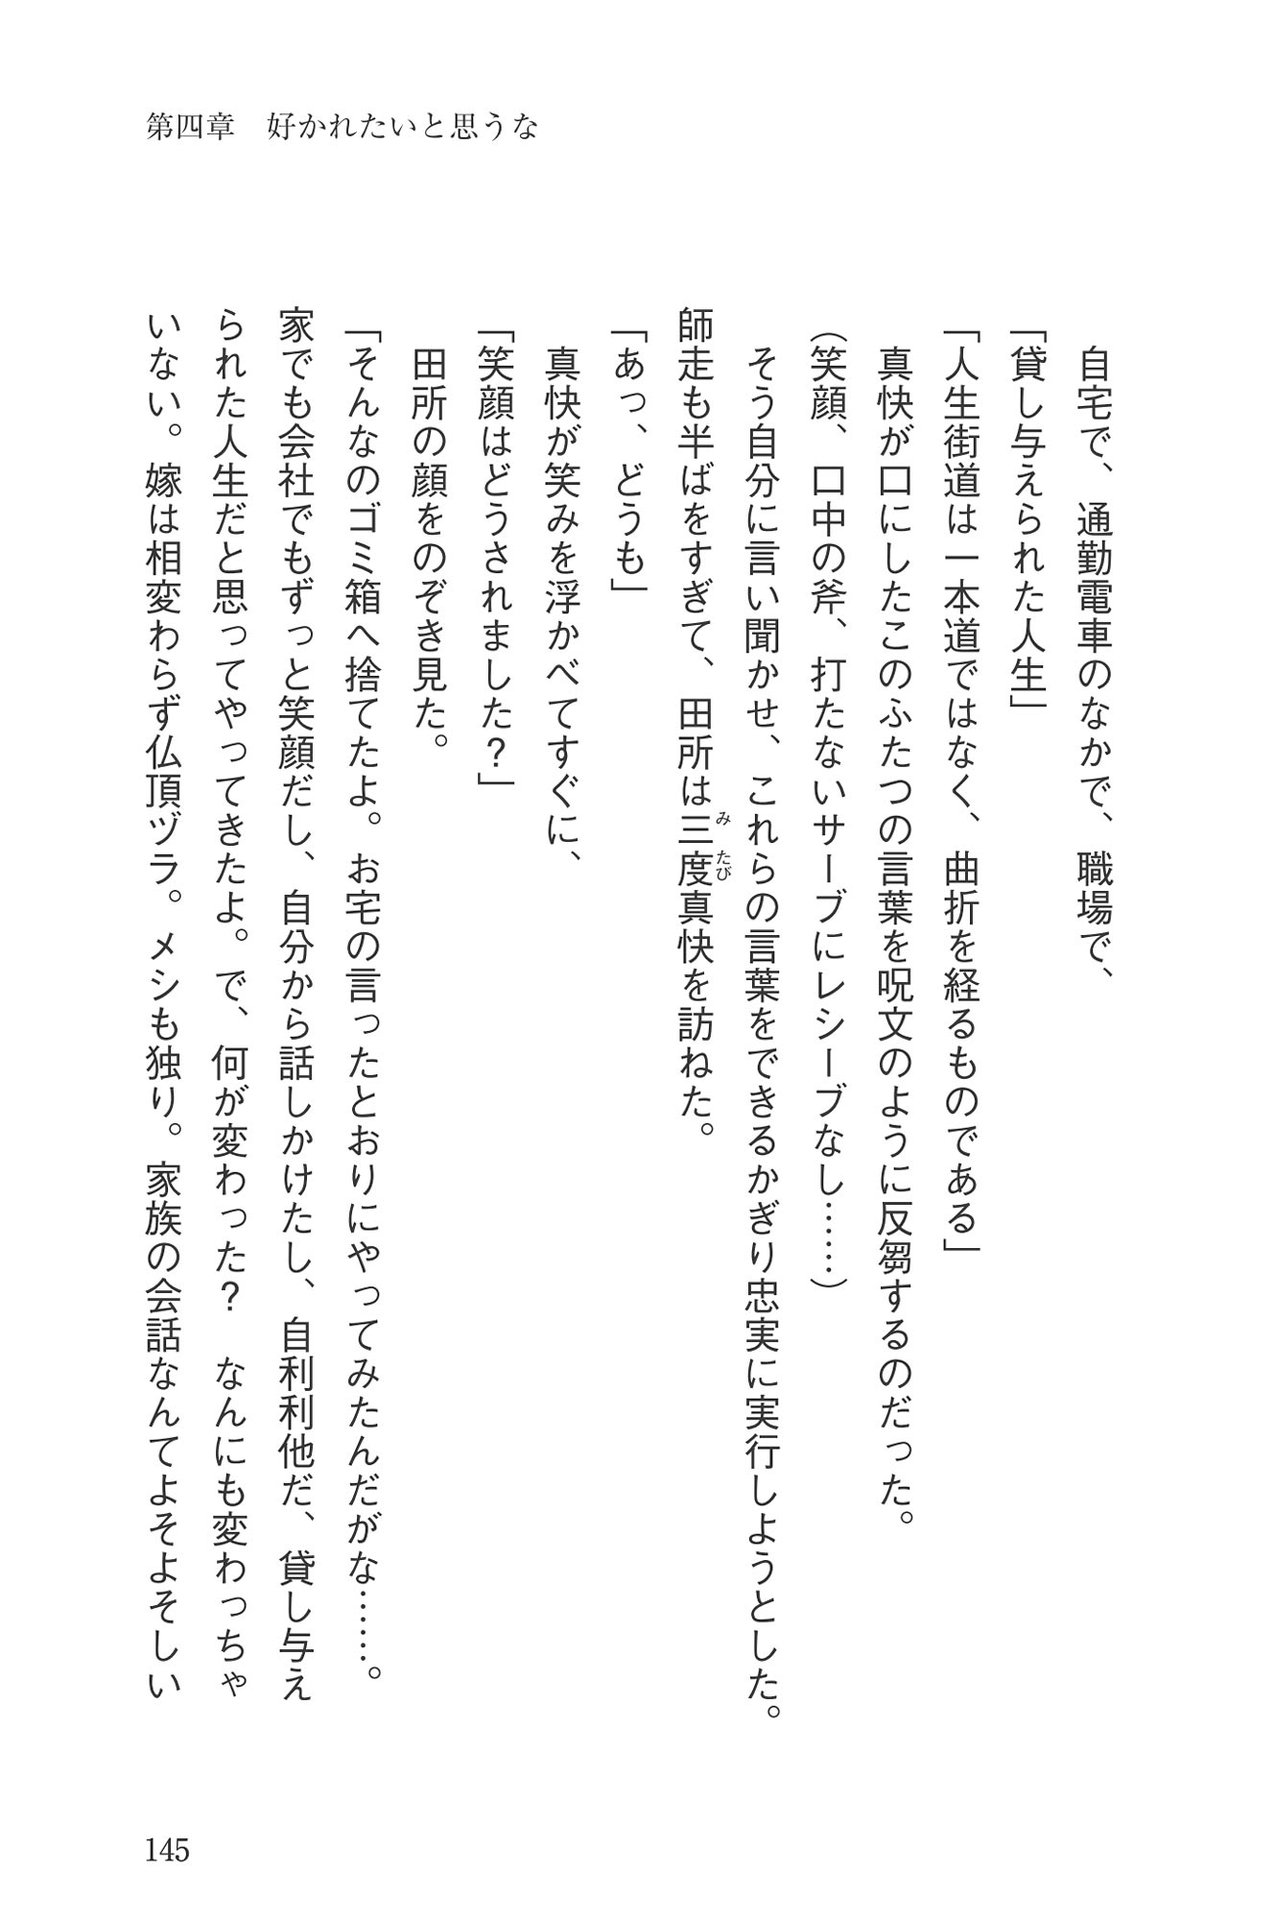 第四章　好かれたいと思うな
自宅で、通勤電車のなかで、職場で、
「貸し与えられた人生」
「人生街道は一本道ではなく、曲折を経るものである」
真快が口にしたこのふたつの言葉を呪文のように反芻するのだった。
（笑顔、口中の斧、打たないサーブにレシーブなし……）
そう自分に言い聞かせ、これらの言葉をできるかぎり忠実に実行しようとした。
師走も半ばをすぎて、田所は三度真快を訪ねた。
みたび
「あっ、どうも」
真快が笑みを浮かべてすぐに、
「笑顔はどうされました？」
田所の顔をのぞき見た。
「そんなのゴミ箱へ捨てたよ。お宅の言ったとおりにやってみたんだがな……。
家でも会社でもずっと笑顔だし、自分から話しかけたし、自利利他だ、貸し与え
られた人生だと思ってやってきたよ。で、何が変わった？　なんにも変わっちゃ
いない。嫁は相変わらず仏頂ヅラ。メシも独り。家族の会話なんてよそよそしい
145